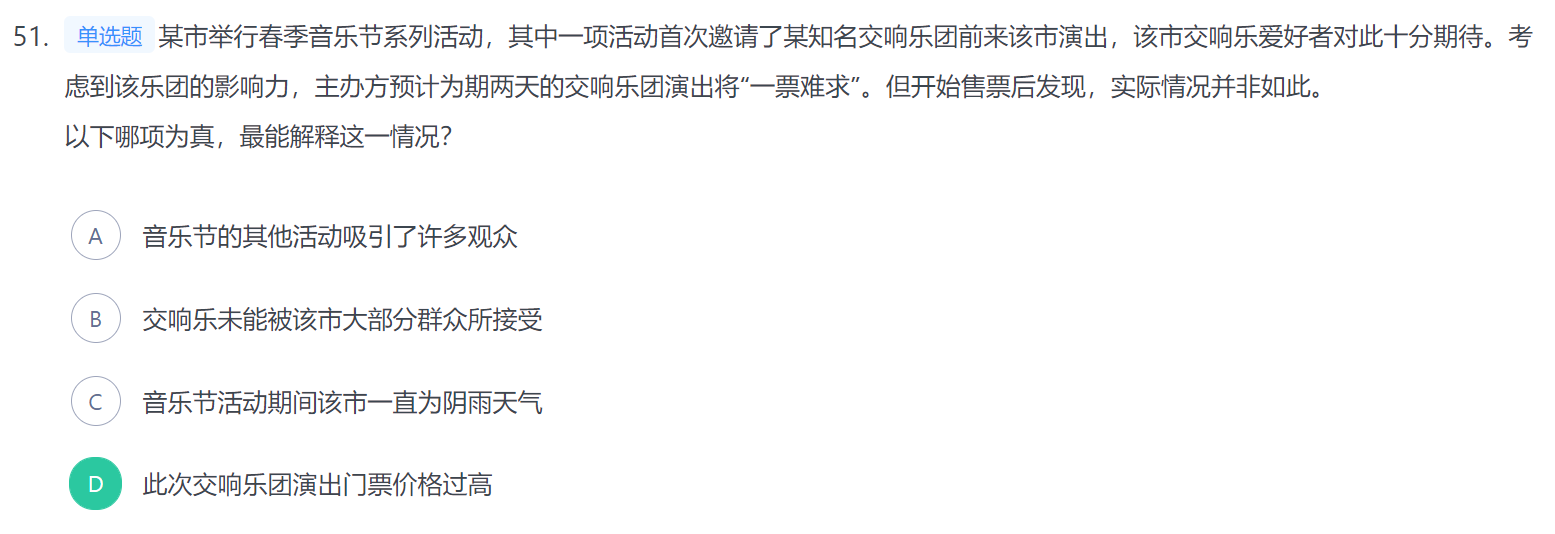 51. 单选题 某市举行春季音乐节系列活动，其中一项活动首次邀请了某知名交响乐团前来该市演出，该市交响乐爱好者对此十分期待。考
虑到该乐团的影响力，主办方预计为期两天的交响乐团演出将“一票难求”。但开始售票后发现，实际情况并非如此。
以下哪项为真，最能解释这一情况？
A 音乐节的其他活动吸引了许多观众
B 交响乐未能被该市大部分群众所接受
C 音乐节活动期间该市一直为阴雨天气
D 此次交响乐团演出门票价格过高